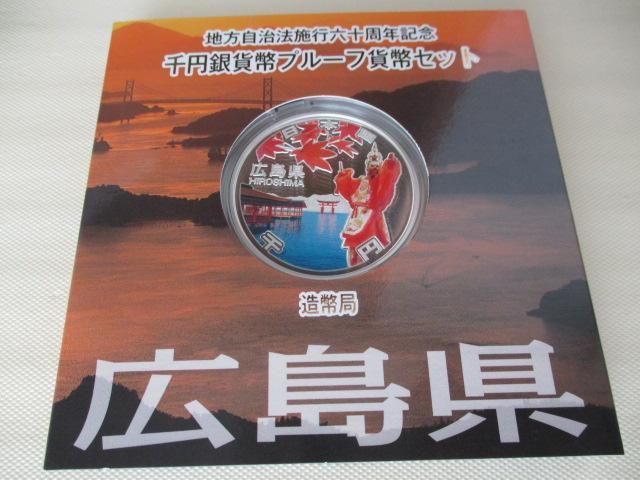 地方自治法施行六十周年記念
千円銀貨幣プルーフ貨幣セット
日本国
広島県
HIROSHIMA
千円
造幣局
広島県